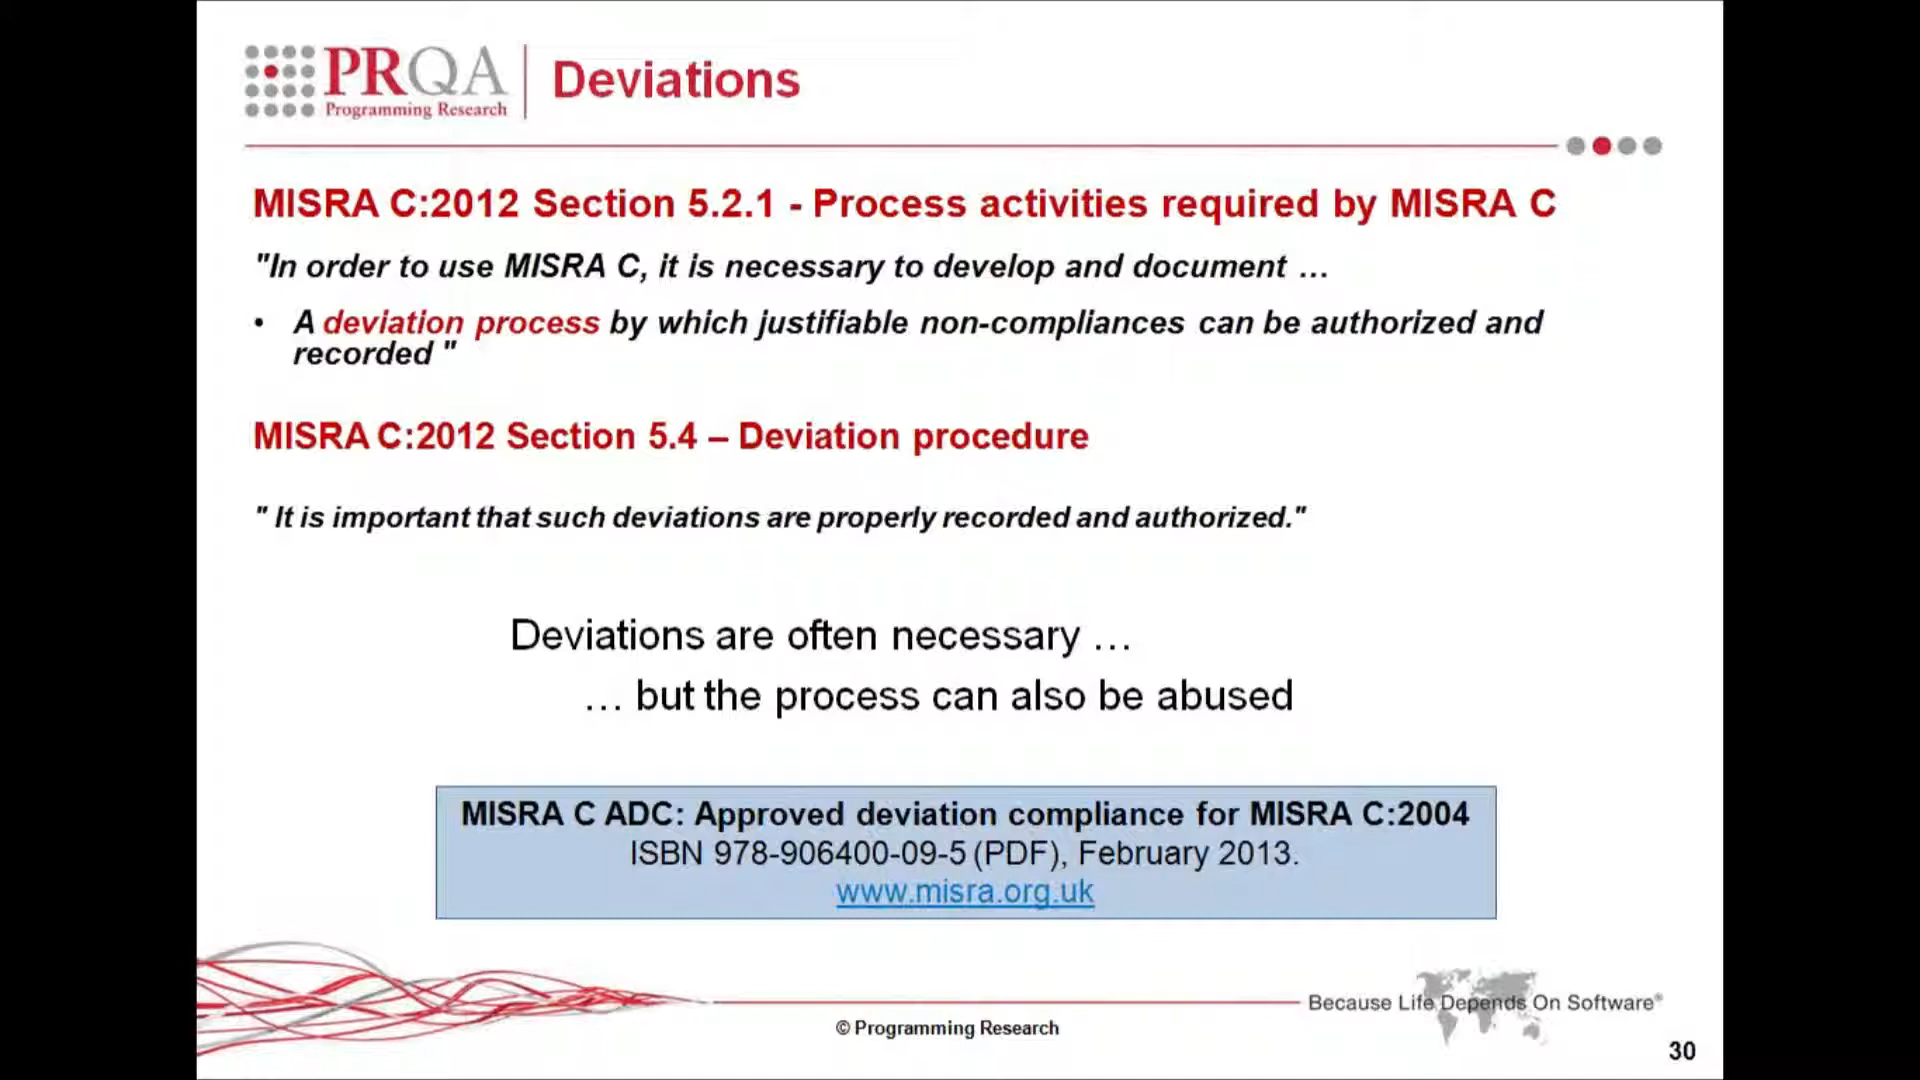 PRQA
Programming Research
Deviations
MISRA C:2012 Section 5.2.1 - Process activities required by MISRA C
"In order to use MISRA C, it is necessary to develop and document …
• A deviation process by which justifiable non-compliances can be authorized and
recorded "
MISRA C:2012 Section 5.4 – Deviation procedure
" It is important that such deviations are properly recorded and authorized."
Deviations are often necessary …
… but the process can also be abused
MISRA C ADC: Approved deviation compliance for MISRA C:2004
ISBN 978-906400-09-5 (PDF), February 2013.
www.misra.org.uk
Because Life Depends On Software®
© Programming Research
30